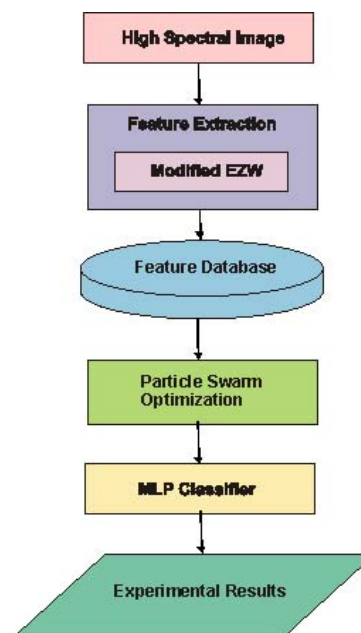 High Spectral Image
Feature Extraction
Modified EZW
Feature Database
Particle Swarm
Optimization
MLP Classifier
Experimental Results